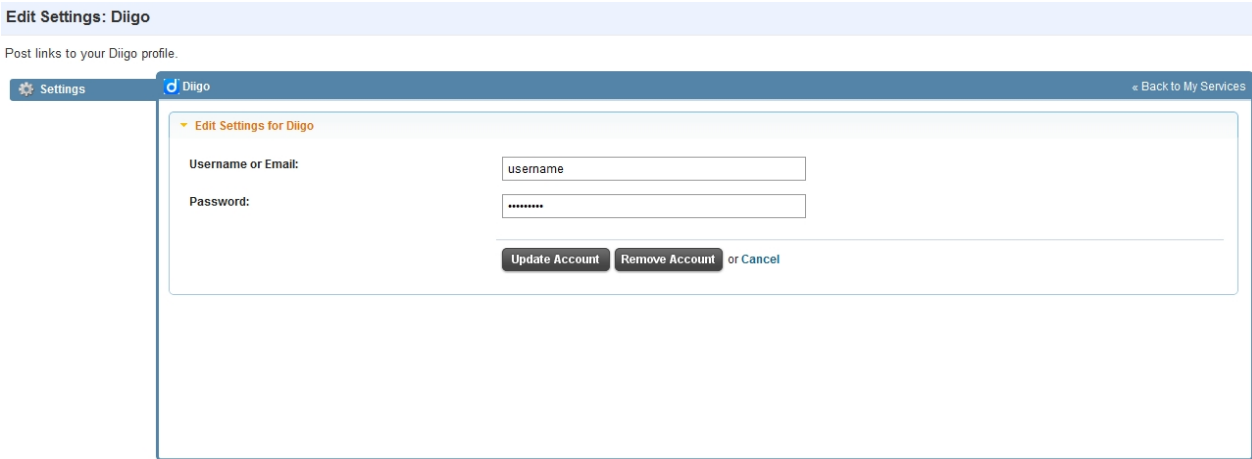 Edit Settings: Diigo
Post links to your Diigo profile.
Settings
d Diigo
« Back to My Services
Edit Settings for Diigo
Username or Email:
username
Password:
•••••••••
Update Account Remove Account or Cancel